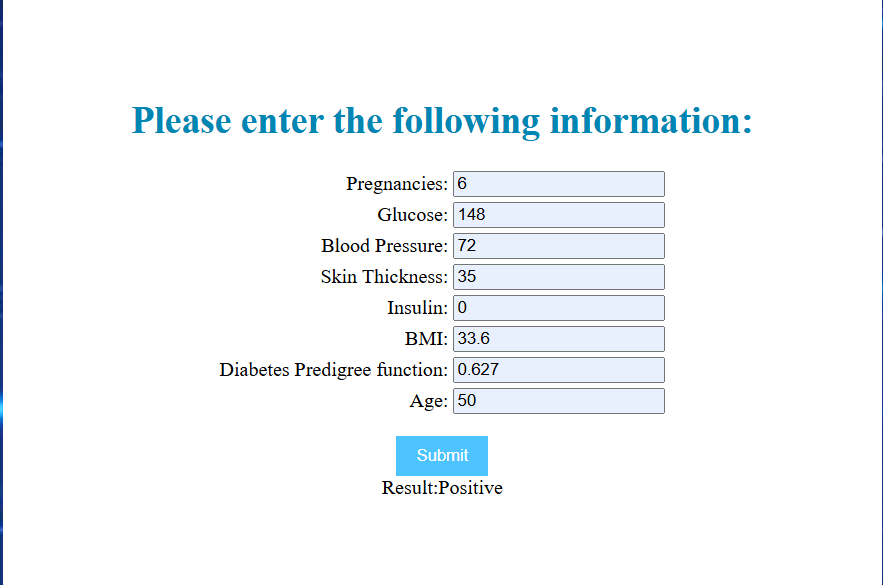 Please enter the following information:
Pregnancies: 6
Glucose: 148
Blood Pressure: 72
Skin Thickness: 35
Insulin: 0
BMI: 33.6
Diabetes Predigree function: 0.627
Age: 50
Submit
Result:Positive